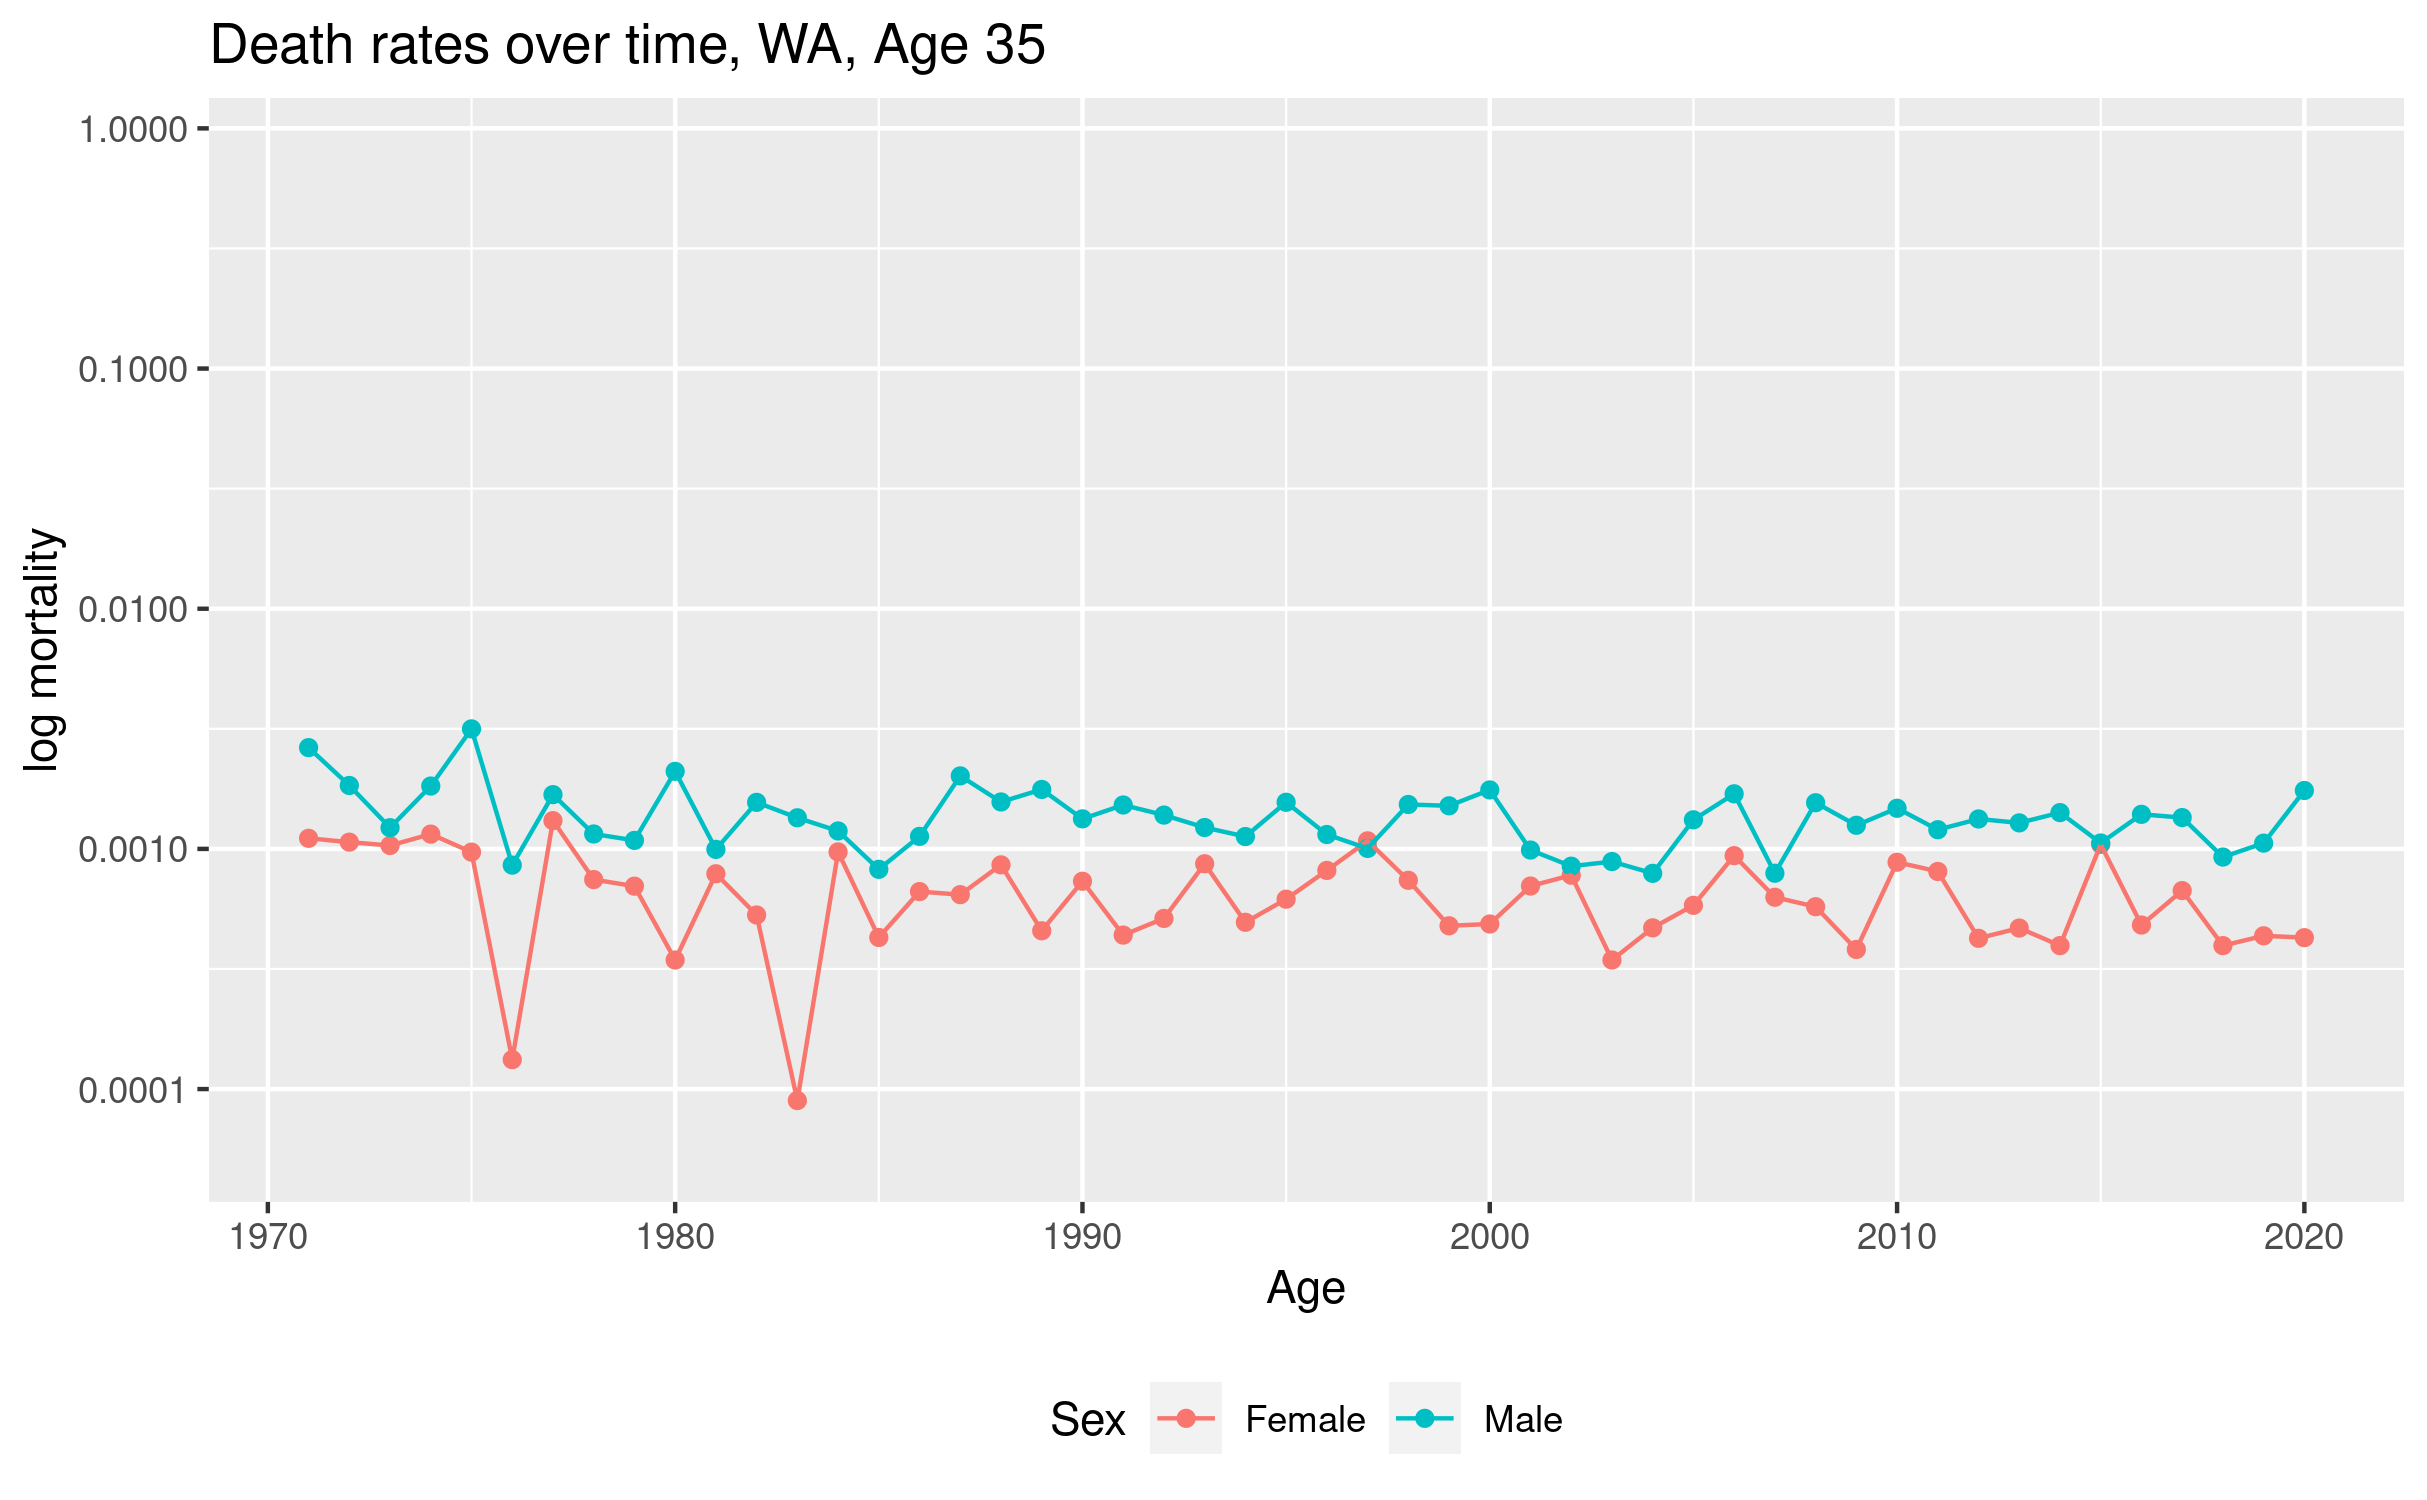 Death rates over time, WA, Age 35
log mortality
1.0000
0.1000
0.0100
0.0010
0.0001
1970 1980 1990 2000 2010 2020
Age
Sex Female Male